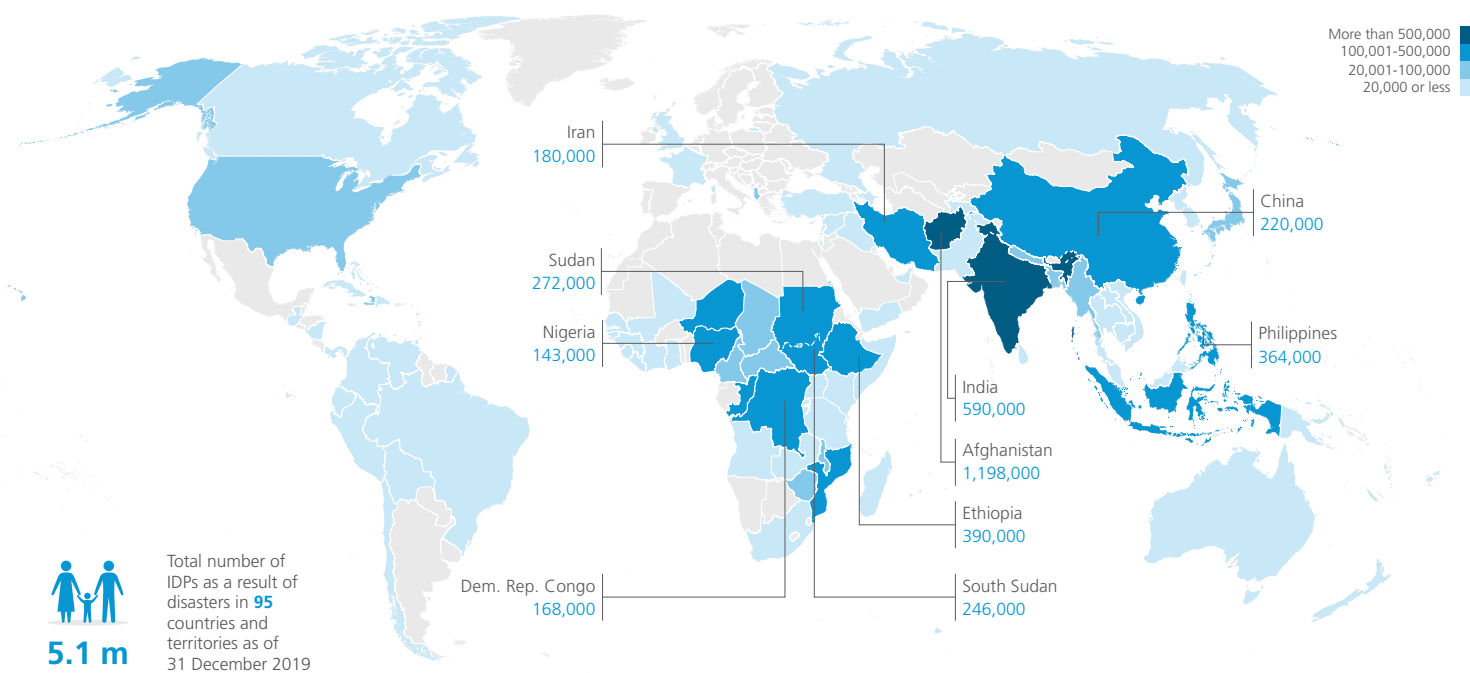 More than 500,000
100,001-500,000
20,001-100,000
20,000 or less
Iran
180,000
China
220,000
Sudan
272,000
Nigeria
143,000
Philippines
364,000
India
590,000
Afghanistan
1,198,000
Ethiopia
390,000
Dem. Rep. Congo
168,000
South Sudan
246,000
5.1 m
Total number of
IDPs as a result of
disasters in 95
countries and
territories as of
31 December 2019